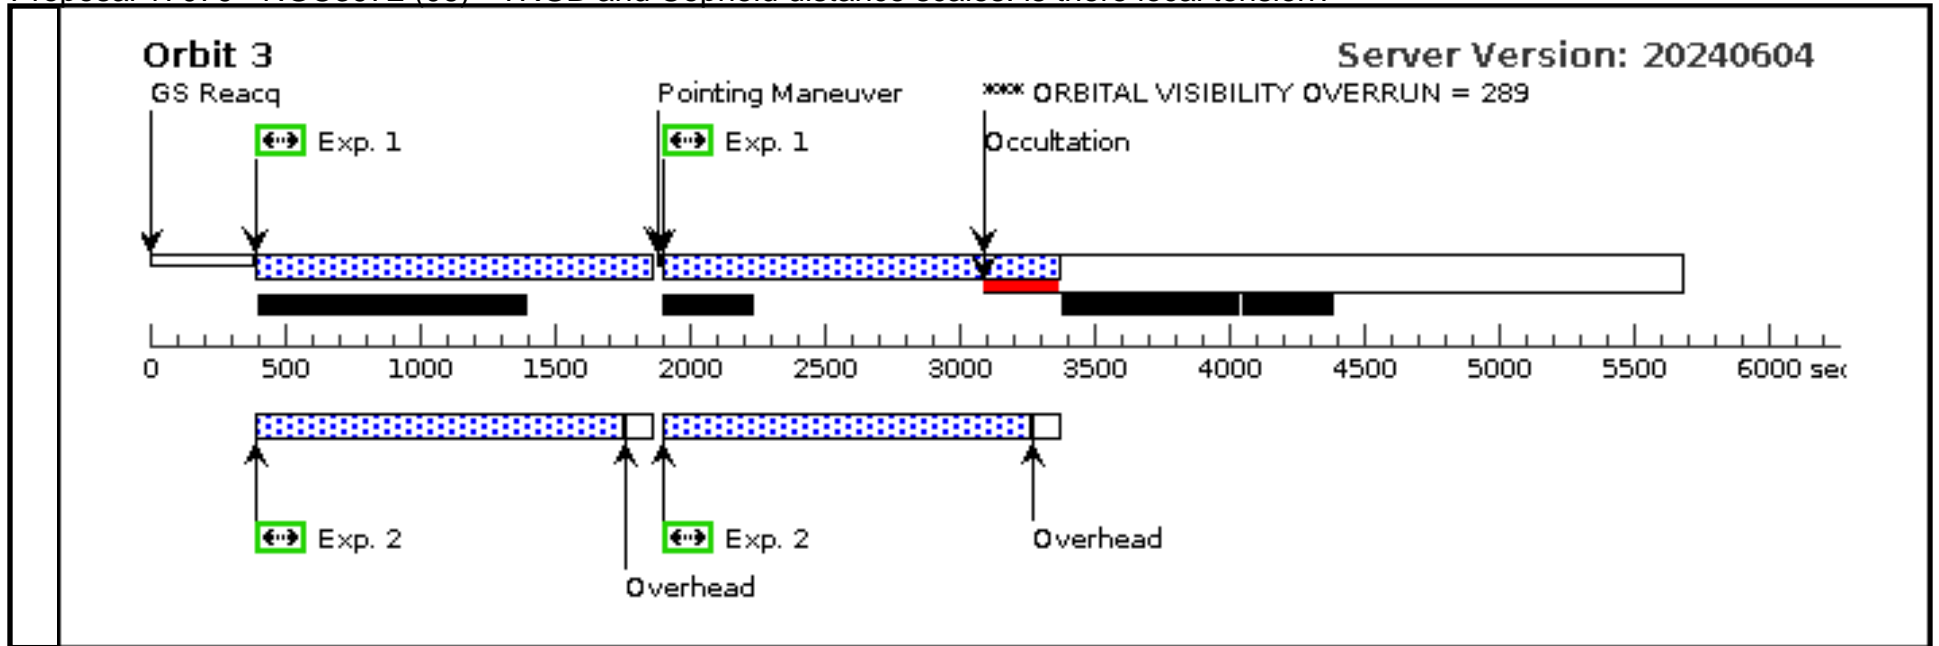 Orbit 3
Server Version: 20240604
GS Reacq
Pointing Maneuver
*** ORBITAL VISIBILITY OVERRUN = 289
Exp. 1
Exp. 1
Occultation
0 500 1000 1500 2000 2500 3000 3500 4000 4500 5000 5500 6000
Exp. 2
Exp. 2
Overhead
Overhead